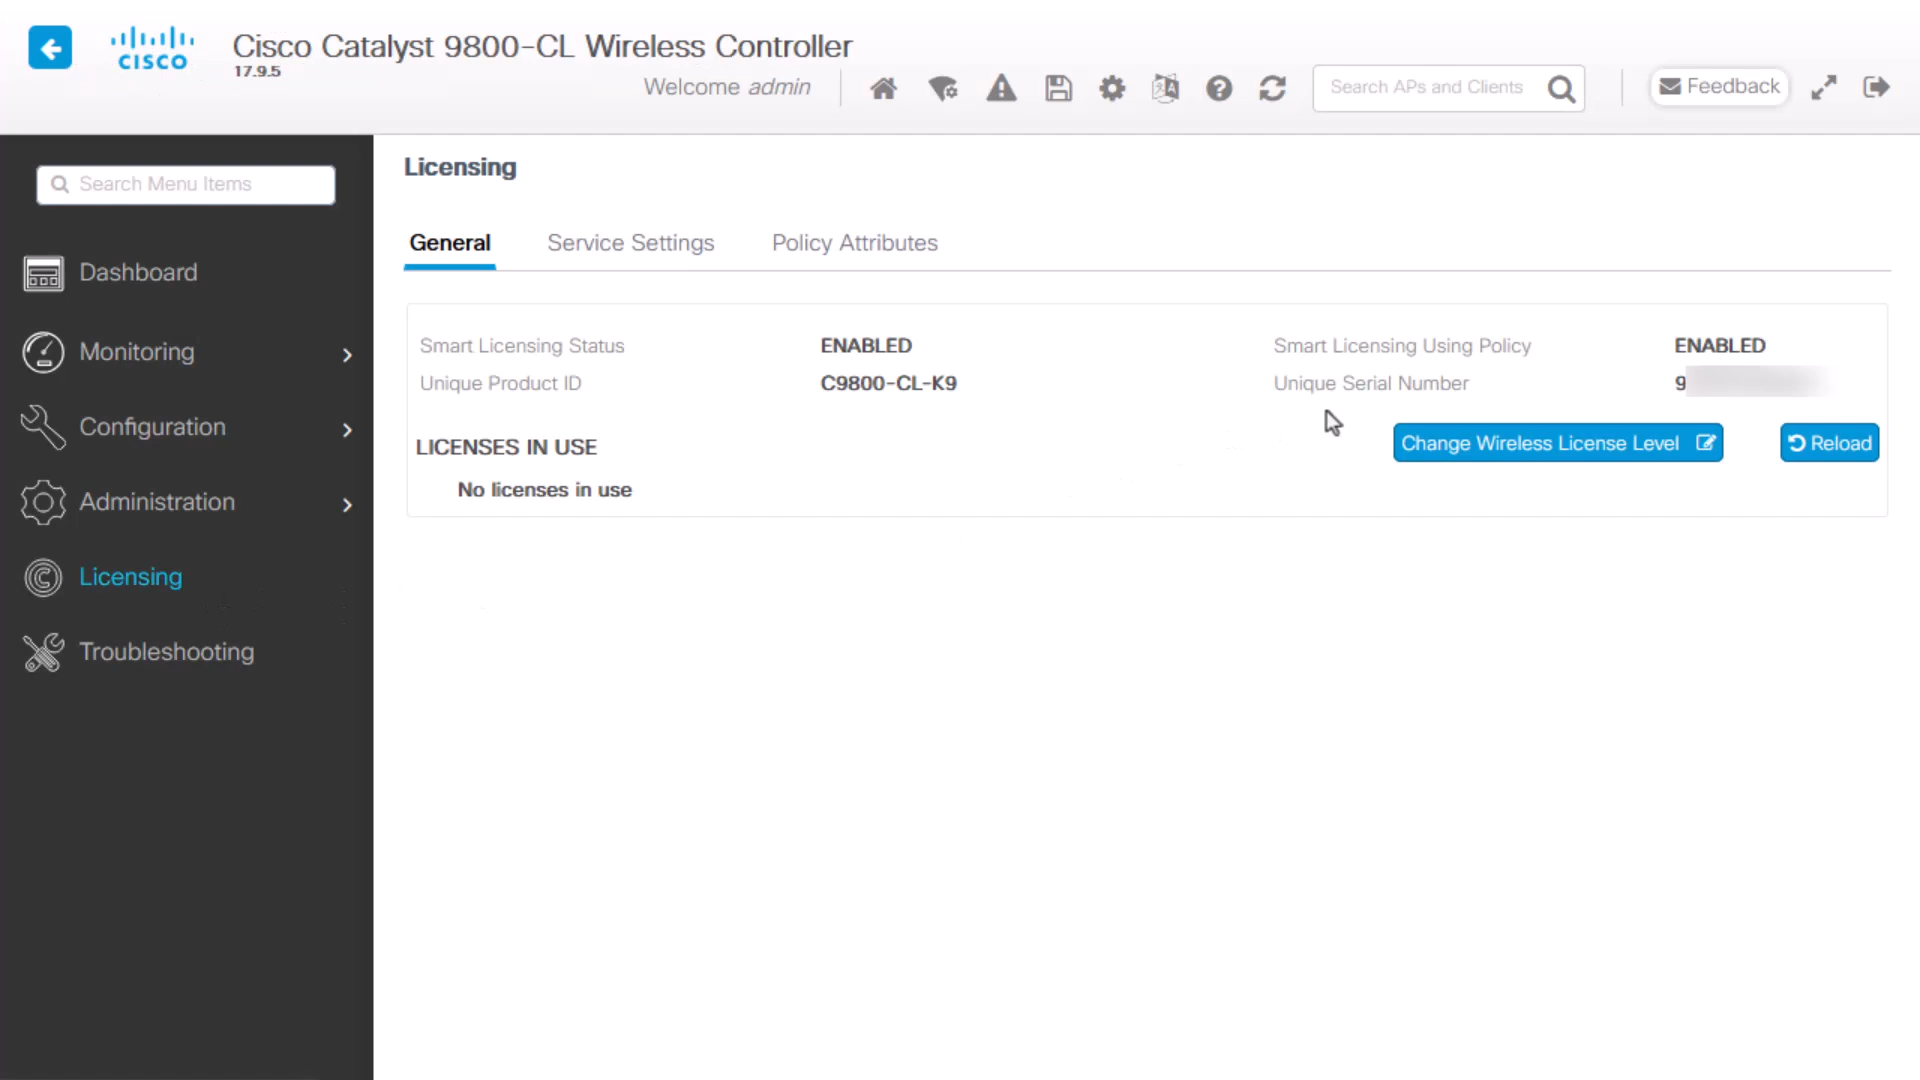 CISCO
Cisco Catalyst 9800-CL Wireless Controller
17.9.5
Welcome admin
Search APs and Clients
Feedback
Search Menu Items
Dashboard
Monitoring
Configuration
Administration
Licensing
Troubleshooting
Licensing
General Service Settings Policy Attributes
Smart Licensing Status ENABLED Smart Licensing Using Policy ENABLED
Unique Product ID C9800-CL-K9 Unique Serial Number 9
LICENSES IN USE Change Wireless License Level Reload
No licenses in use